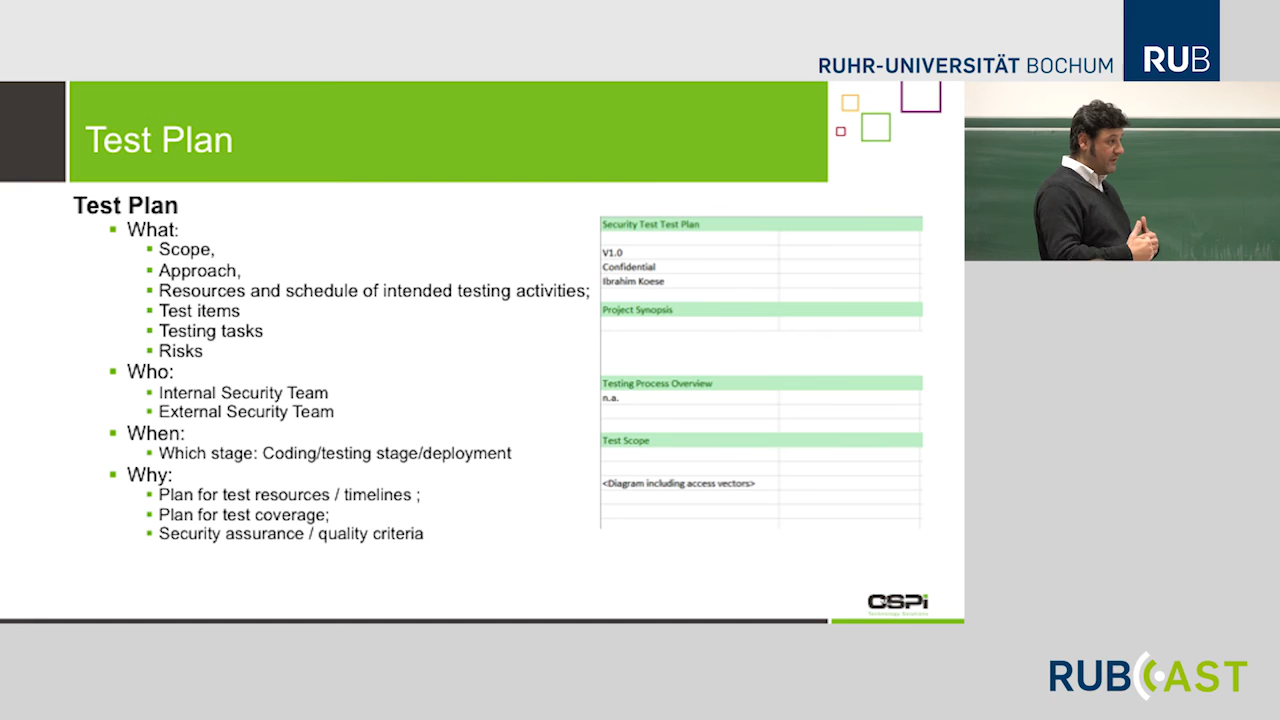 RUHR-UNIVERSITÄT BOCHUM
RUB
Test Plan
Test Plan
What:
Scope,
Approach,
Resources and schedule of intended testing activities;
Test items
Testing tasks
Risks
Who:
Internal Security Team
External Security Team
When:
Which stage: Coding/testing stage/deployment
Why:
Plan for test resources / timelines ;
Plan for test coverage;
Security assurance / quality criteria
Security Test Test Plan
V1.0
Confidential
Ibrahim Koese
Project Synopsis
Testing Process Overview
n.a.
Test Scope
<Diagram including access vectors>
CSPi
RUBCAST